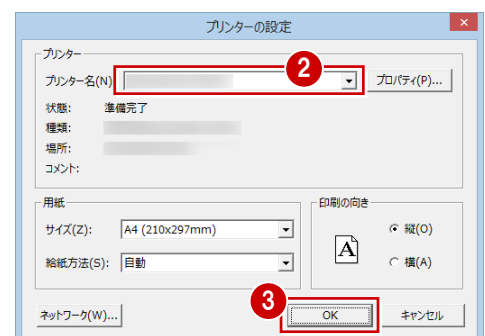 プリンターの設定
×
プリンター
2
プリンター名(N)
プロパティ(P)...
状態: 準備完了
種類:
場所:
コメント:
用紙
印刷の向き
サイズ(Z): A4 (210x297mm)
給紙方法(S): 自動
A
縦(O)
横(A)
3
ネットワーク(W)...
OK
キャンセル